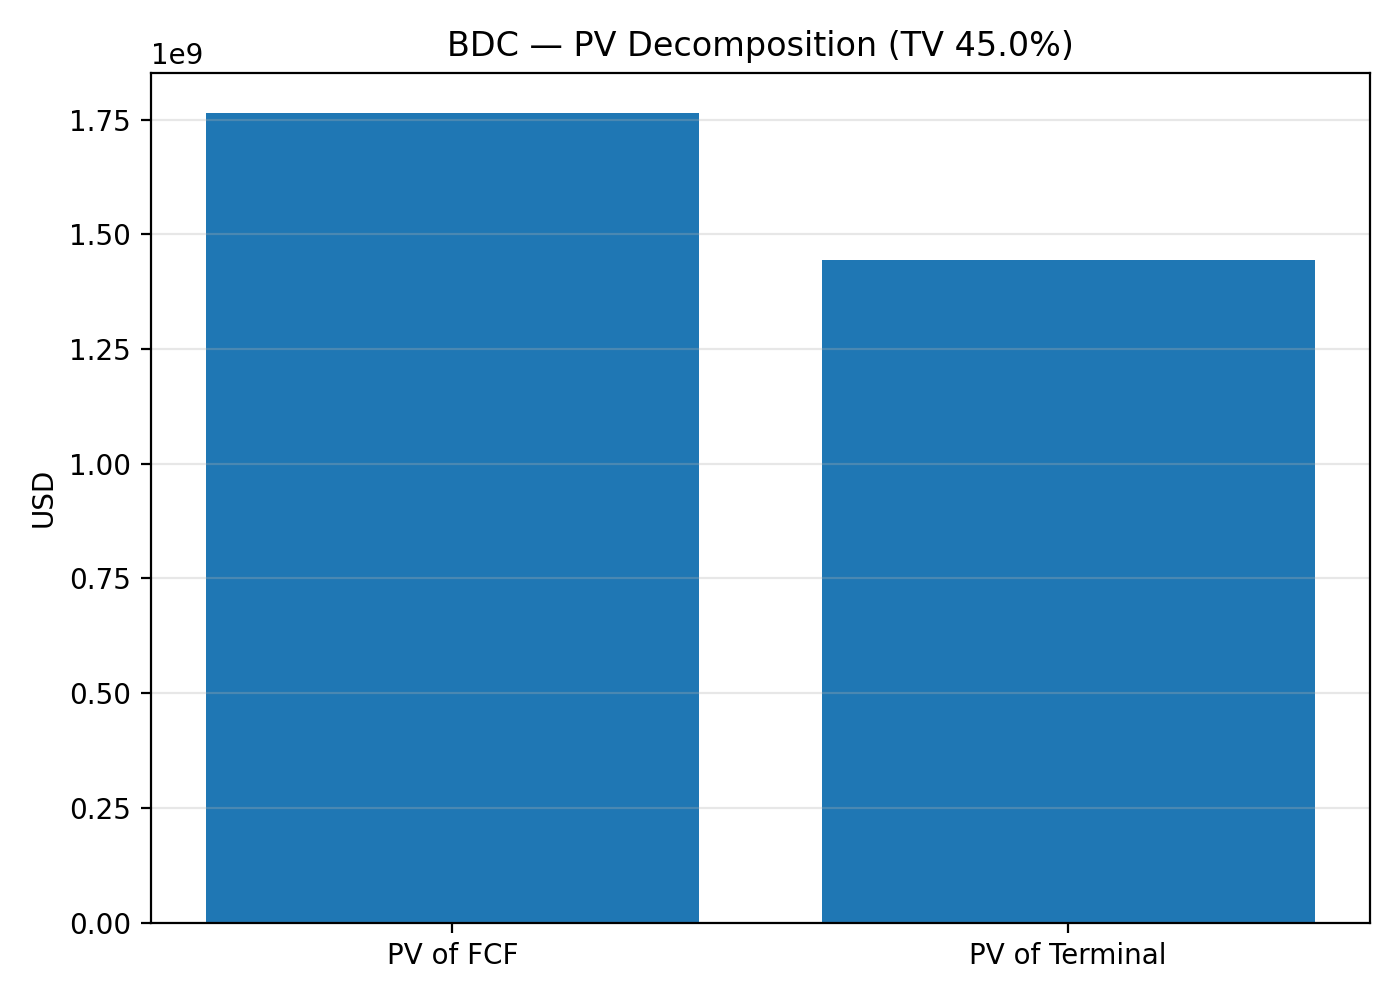 BDC — PV Decomposition (TV 45.0%)
1e9
1.75
1.50
1.25
1.00
0.75
0.50
0.25
0.00
USD
PV of FCF
PV of Terminal